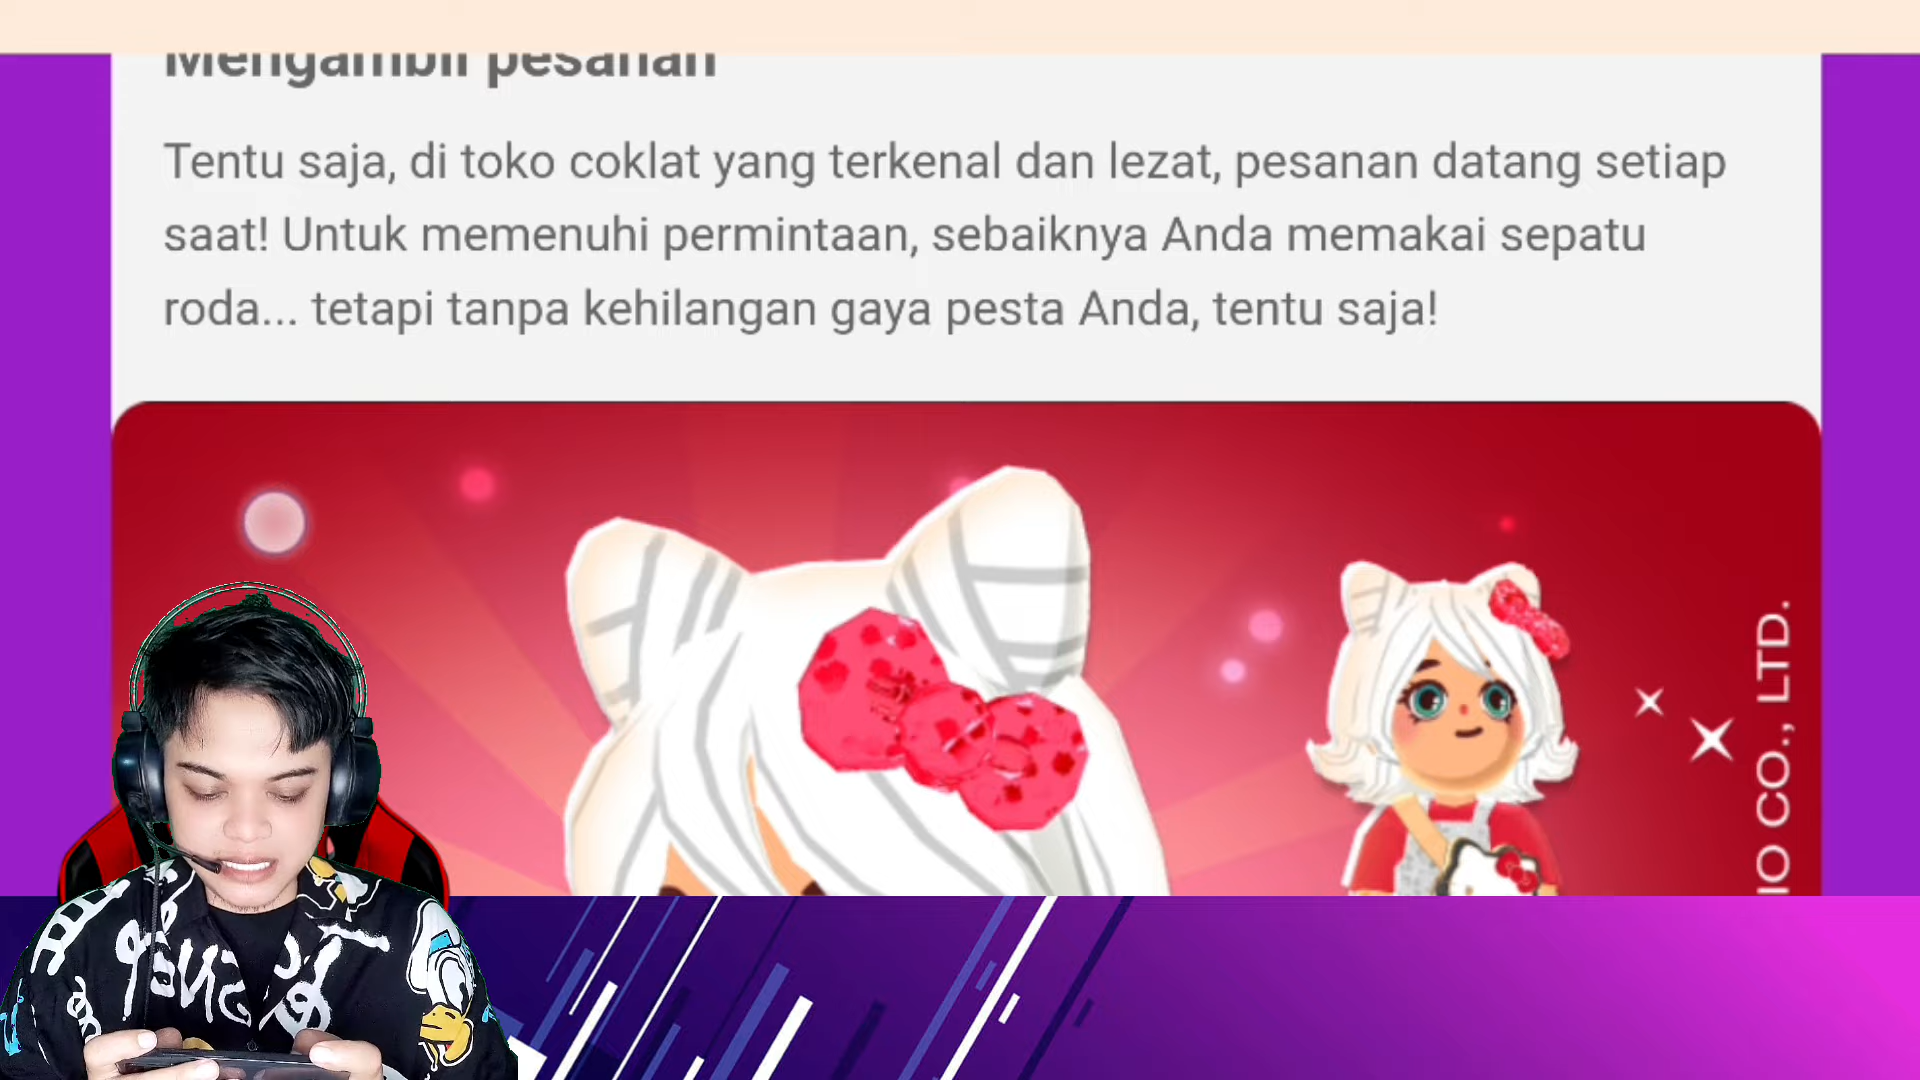 Mengambil pesanan
Tentu saja, di toko coklat yang terkenal dan lezat, pesanan datang setiap
saat! Untuk memenuhi permintaan, sebaiknya Anda memakai sepatu
roda... tetapi tanpa kehilangan gaya pesta Anda, tentu saja!
IO CO., LTD.